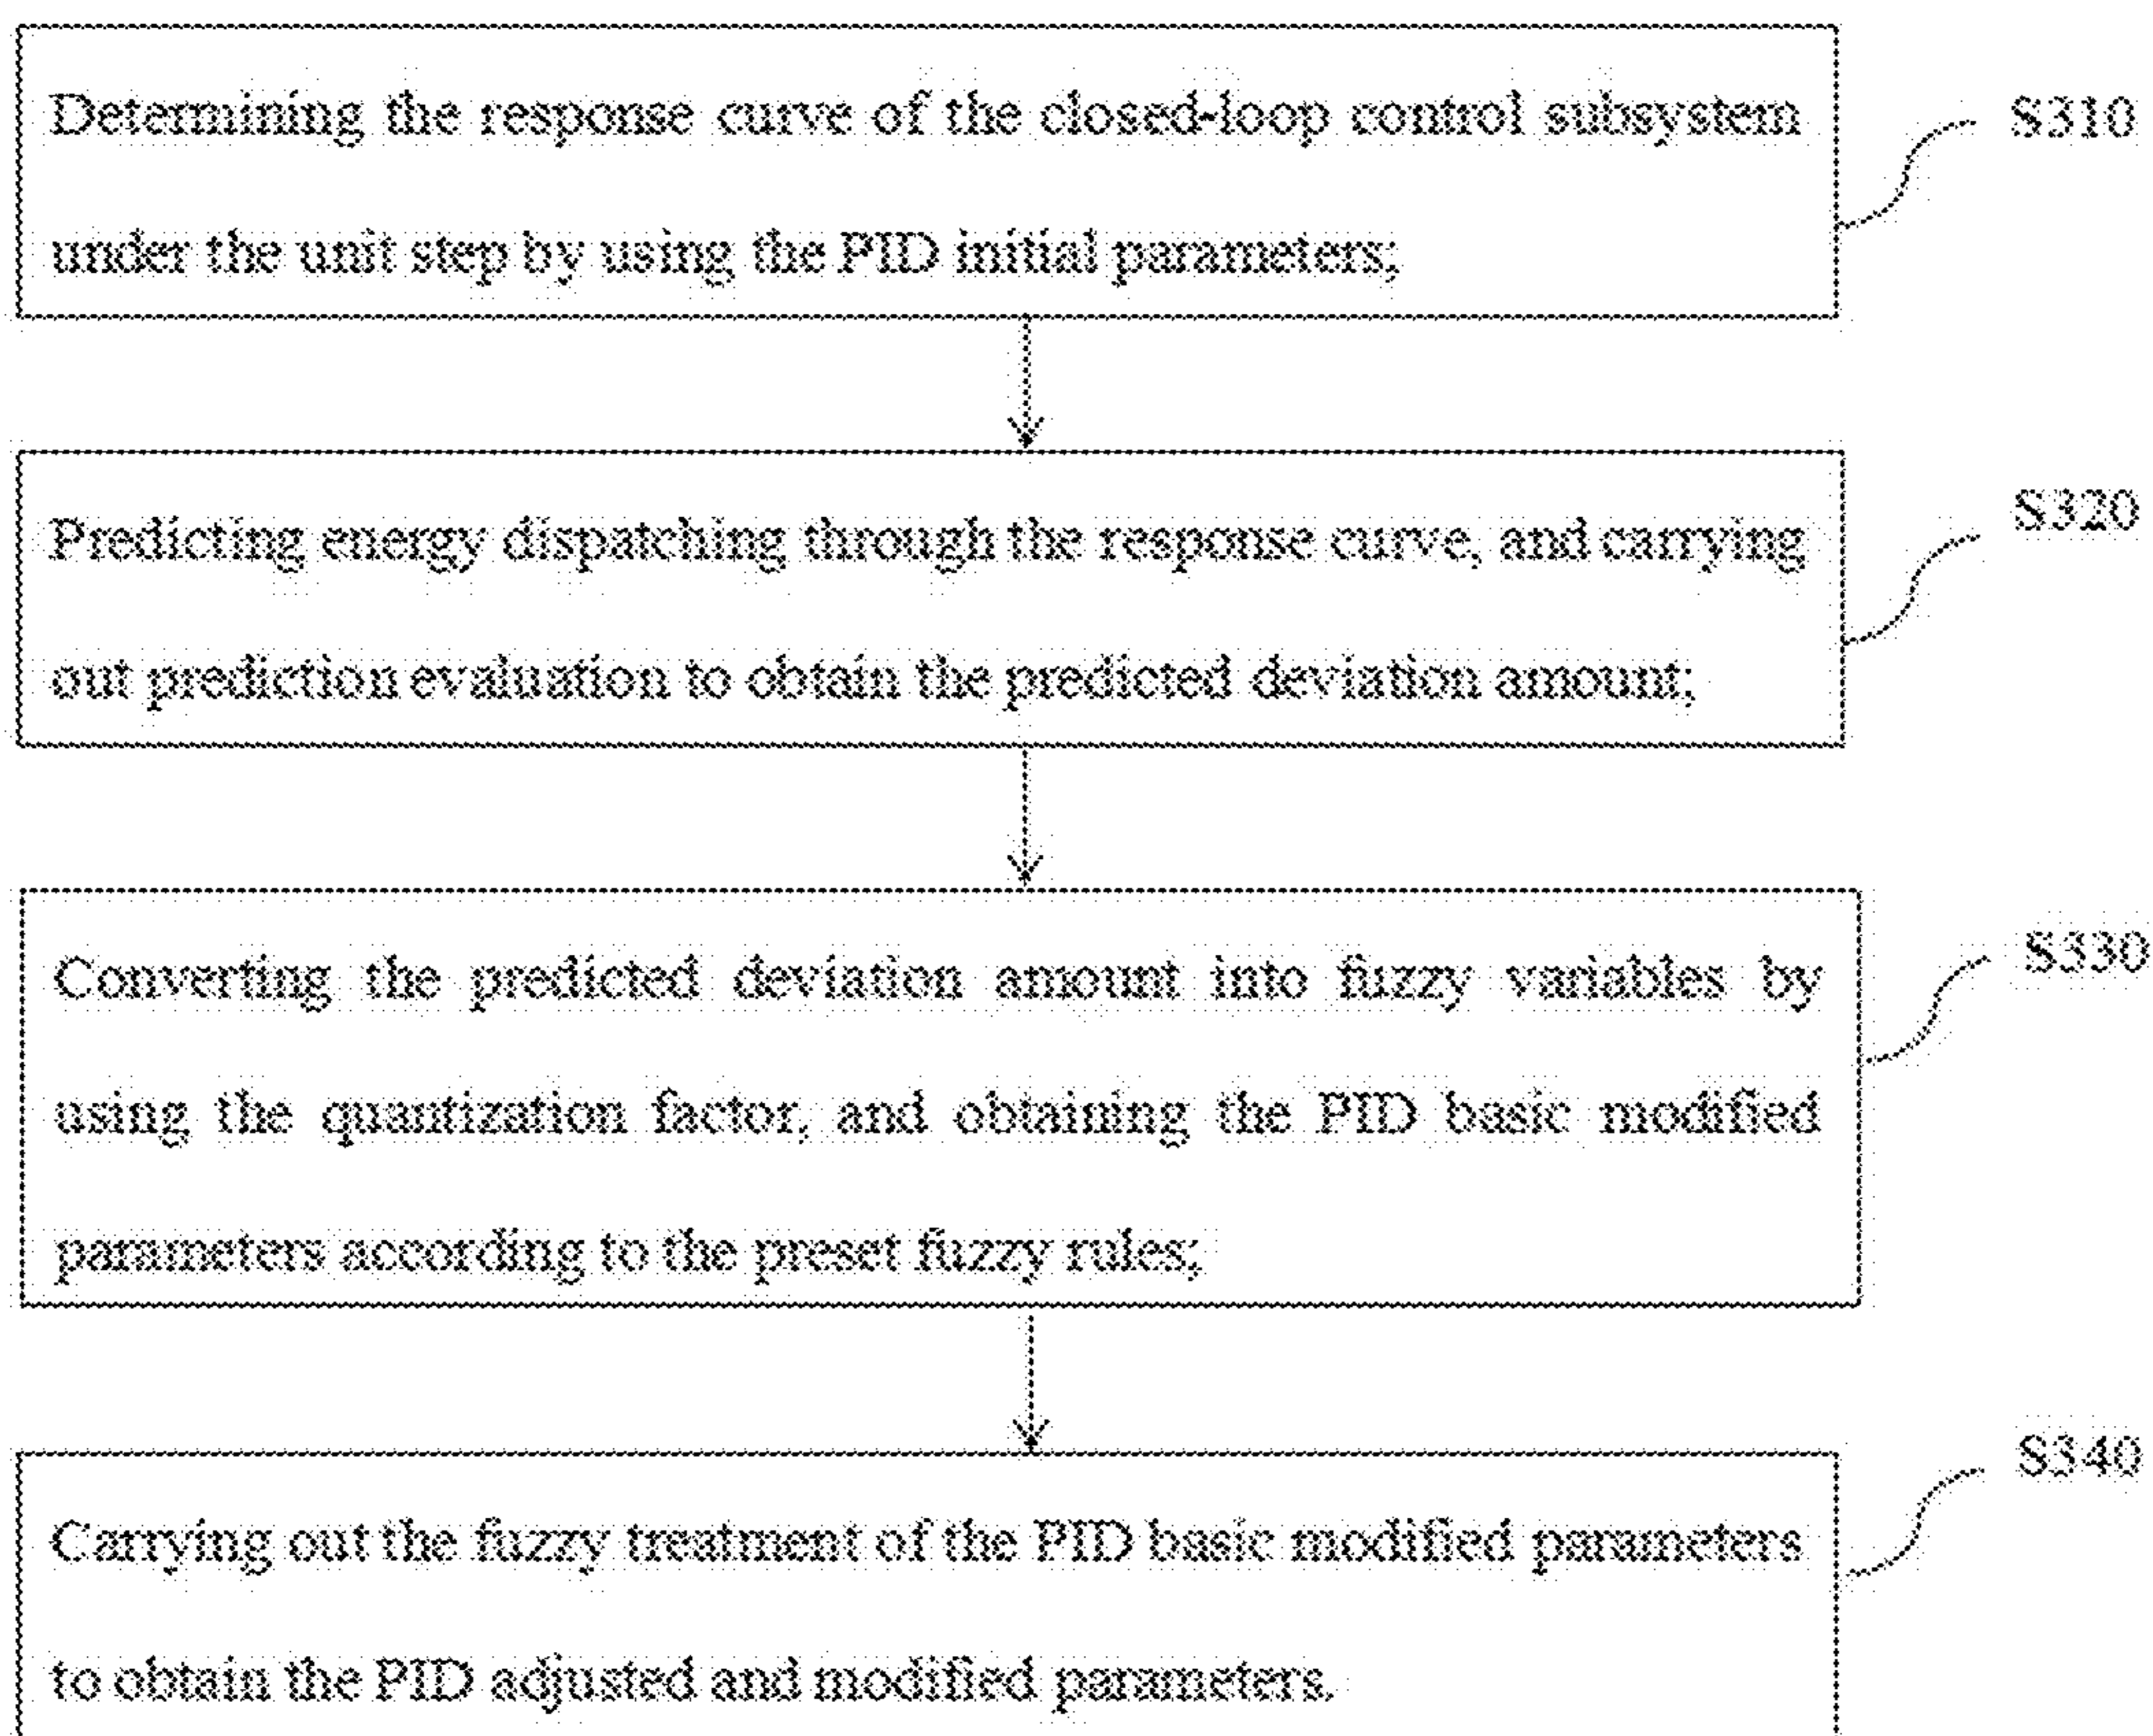 Determining the response curve of the closed-loop control subsystem
under the unit step by using the PID initial parameters;
S310
Predicting energy dispatching through the response curve, and carrying
out prediction evaluation to obtain the predicted deviation amount;
S320
Converting the predicted deviation amount into fuzzy variables by
using the quantization factor, and obtaining the PID basic modified
parameters according to the preset fuzzy rules;
S330
Carrying out the fuzzy treatment of the PID basic modified parameters
to obtain the PID adjusted and modified parameters.
S340